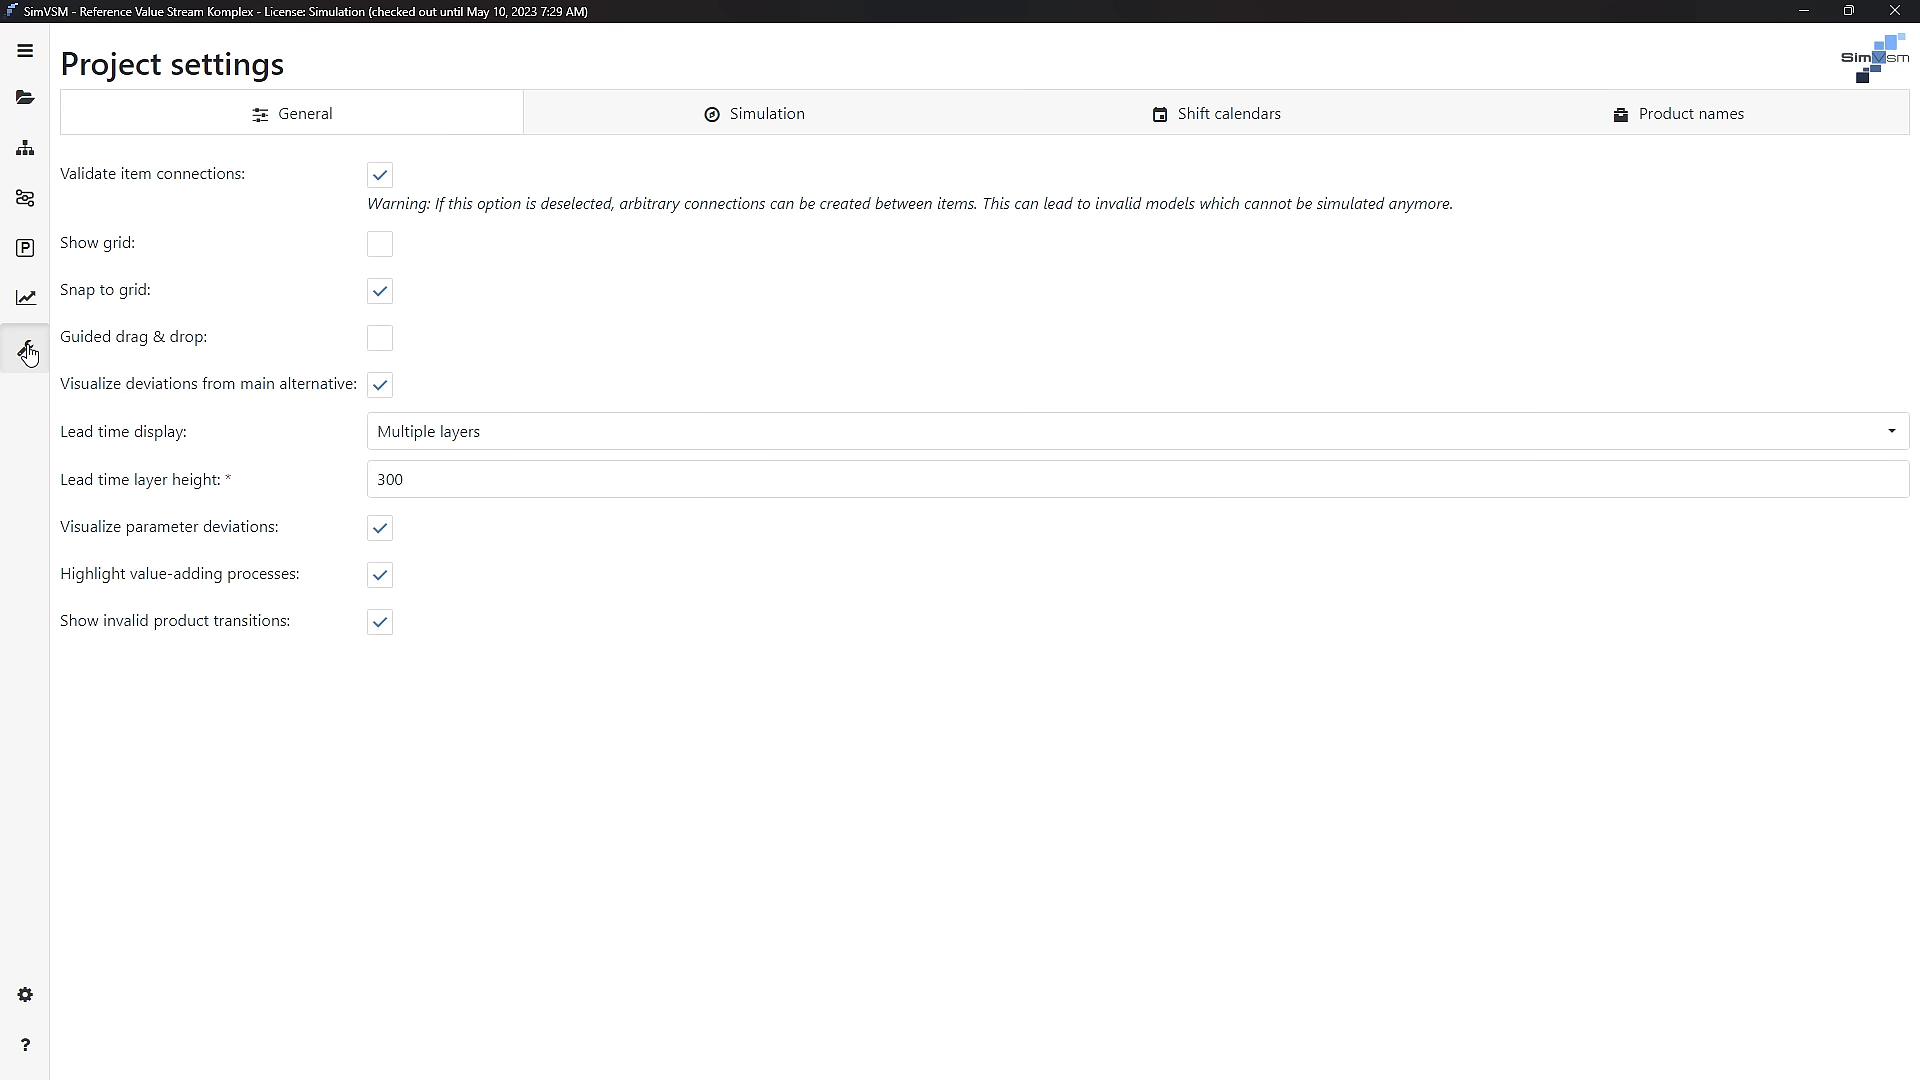 SimVSM - Reference Value Stream Komplex - License: Simulation (checked out until May 10, 2023 7:29 AM)
Project settings
SimVsm
General
Simulation
Shift calendars
Product names
Validate item connections:
Warning: If this option is deselected, arbitrary connections can be created between items. This can lead to invalid models which cannot be simulated anymore.
Show grid:
Snap to grid:
P
Guided drag & drop:
Visualize deviations from main alternative:
Lead time display:
Multiple layers
Lead time layer height: *
300
Visualize parameter deviations:
Highlight value-adding processes:
Show invalid product transitions:
?